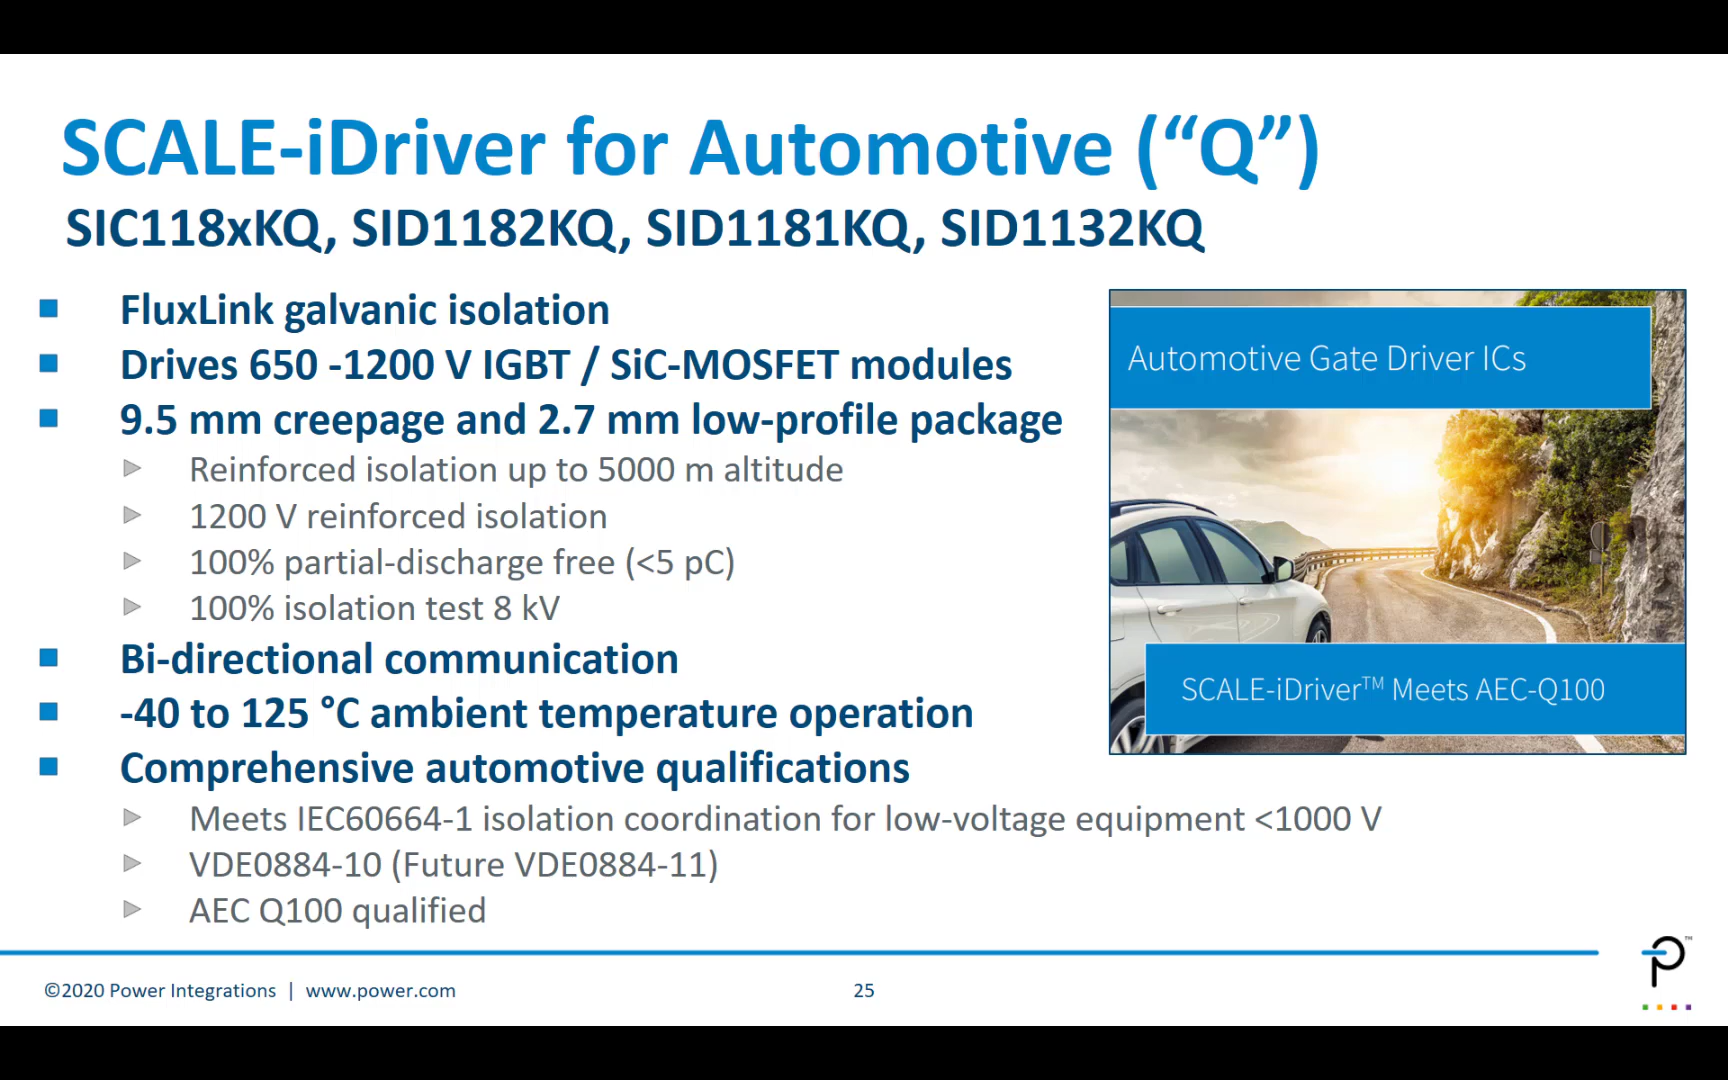 SCALE-iDriver for Automotive (“Q”)
SIC118xKQ, SID1182KQ, SID1181KQ, SID1132KQ
FluxLink galvanic isolation
Drives 650 -1200 V IGBT / SiC-MOSFET modules
9.5 mm creepage and 2.7 mm low-profile package
Reinforced isolation up to 5000 m altitude
1200 V reinforced isolation
100% partial-discharge free (<5 pC)
100% isolation test 8 kV
Bi-directional communication
-40 to 125 °C ambient temperature operation
Comprehensive automotive qualifications
Meets IEC60664-1 isolation coordination for low-voltage equipment <1000 V
VDE0884-10 (Future VDE0884-11)
AEC Q100 qualified
Automotive Gate Driver ICs
SCALE-iDriver™ Meets AEC-Q100
©2020 Power Integrations | www.power.com
25
™